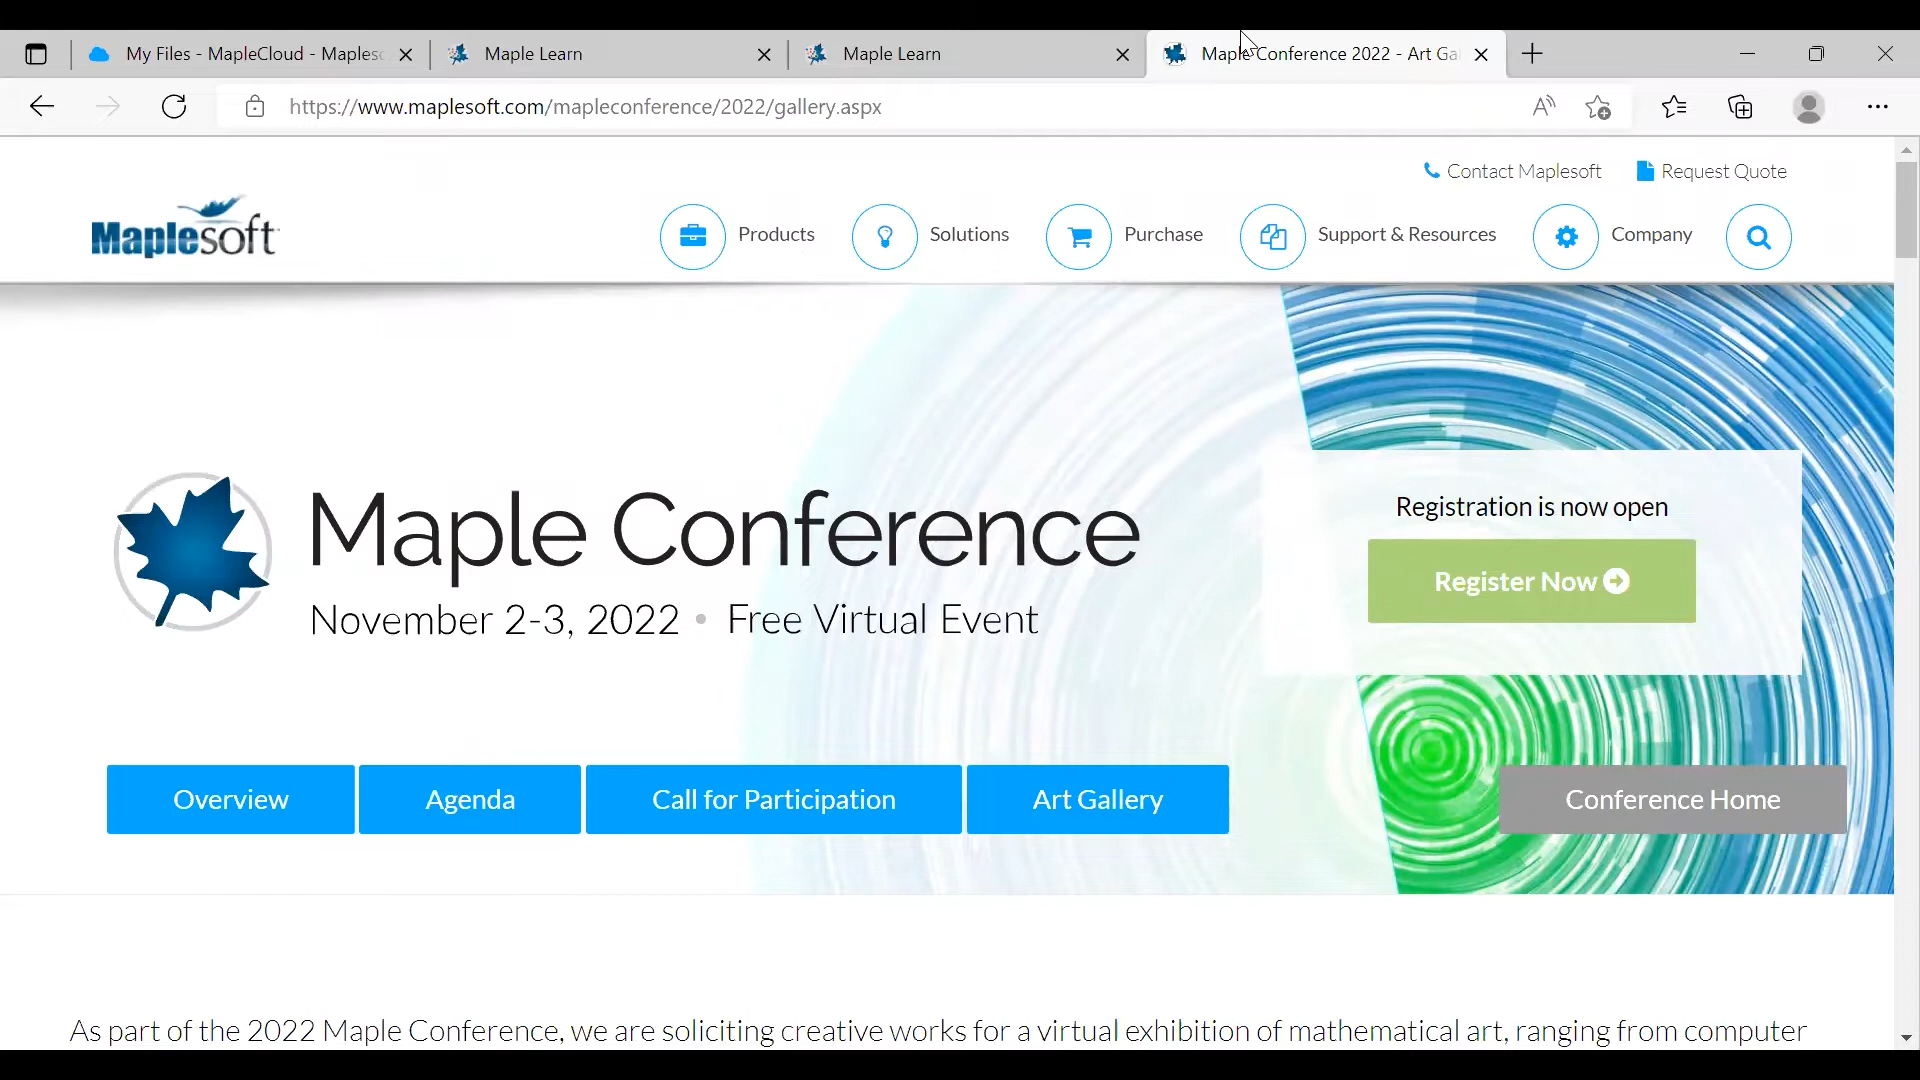 My Files - MapleCloud - Maplesc
Maple Learn
Maple Learn
Maple Conference 2022 - Art Ga
https://www.maplesoft.com/mapleconference/2022/gallery.aspx
Contact Maplesoft
Request Quote
Maplesoft
Products
Solutions
Purchase
Support & Resources
Company
Maple Conference
November 2-3, 2022 • Free Virtual Event
Registration is now open
Register Now
Overview
Agenda
Call for Participation
Art Gallery
Conference Home
As part of the 2022 Maple Conference, we are soliciting creative works for a virtual exhibition of mathematical art, ranging from computer